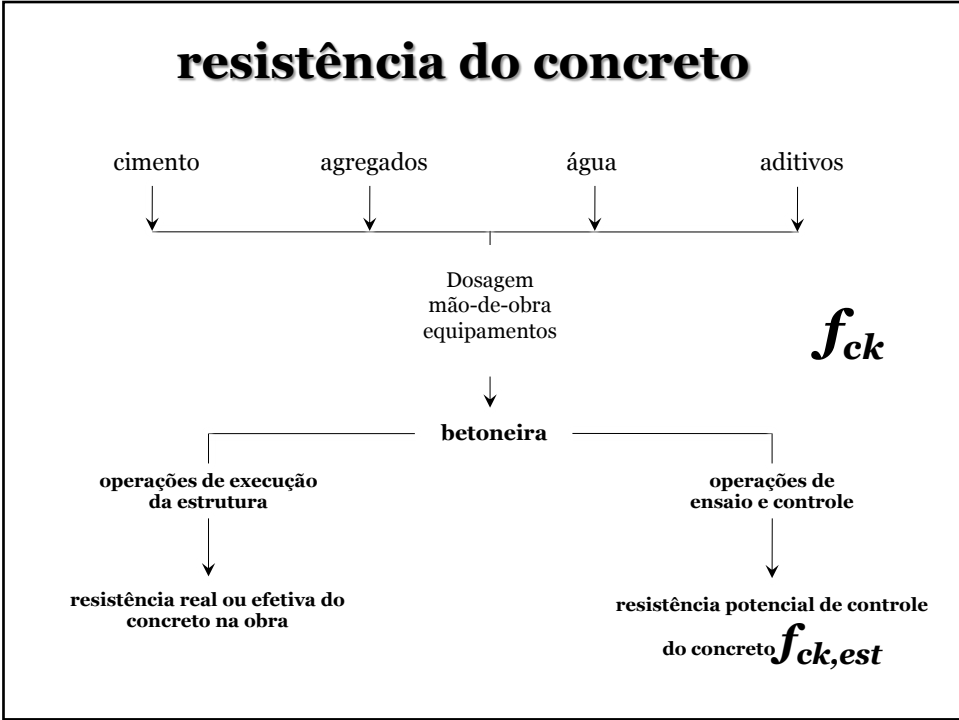 resistência do concreto
cimento agregados água aditivos
Dosagem
mão-de-obra
equipamentos
fck
betoneira
operações de execução
da estrutura
operações de
ensaio e controle
resistência real ou efetiva do
concreto na obra
resistência potencial de controle
do concreto fck,est